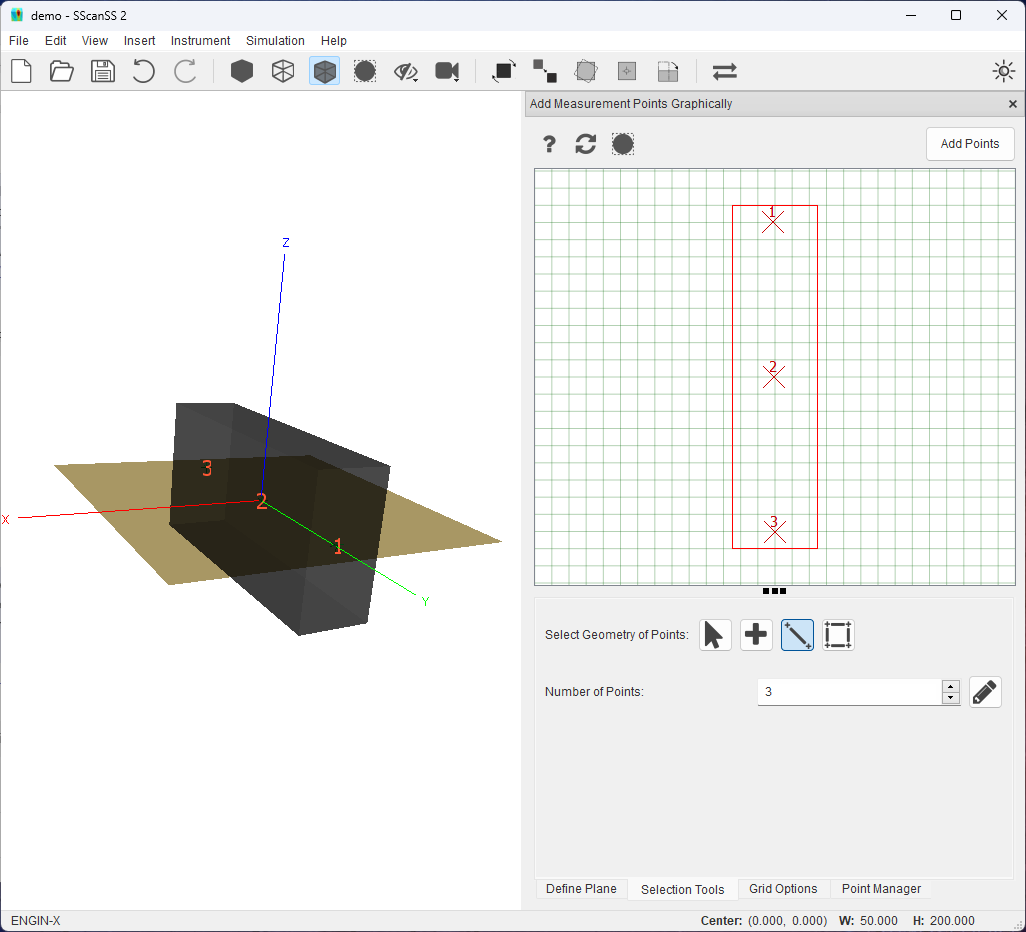 demo - SScanSS 2
File Edit View Insert Instrument Simulation Help
Add Measurement Points Graphically
?
Add Points
1
2
3
Z
3
2
X
1
Y
Select Geometry of Points:
Number of Points: 3
Define Plane Selection Tools Grid Options Point Manager
ENGIN-X Center: (0.000, 0.000) W: 50.000 H: 200.000